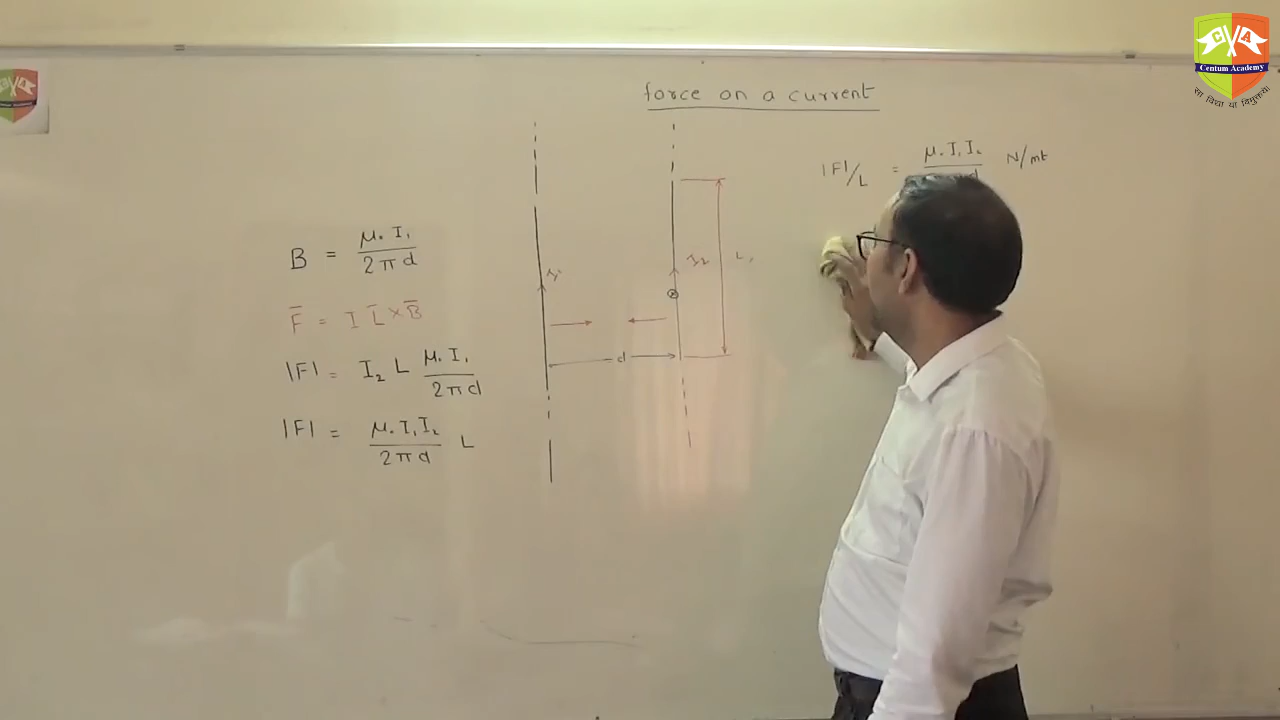 force on a current
|F|/L = μ₀ I₁ I₂ N/mt
B = μ₀ I₁ / 2πd
F̄ = I L̄ × B̄
|F| = I₂ L μ₀ I₁ / 2πd
|F| = μ₀ I₁ I₂ / 2πd L
I₁
I₂
L
d
Centum Academy
सा विद्या या विमुक्तये